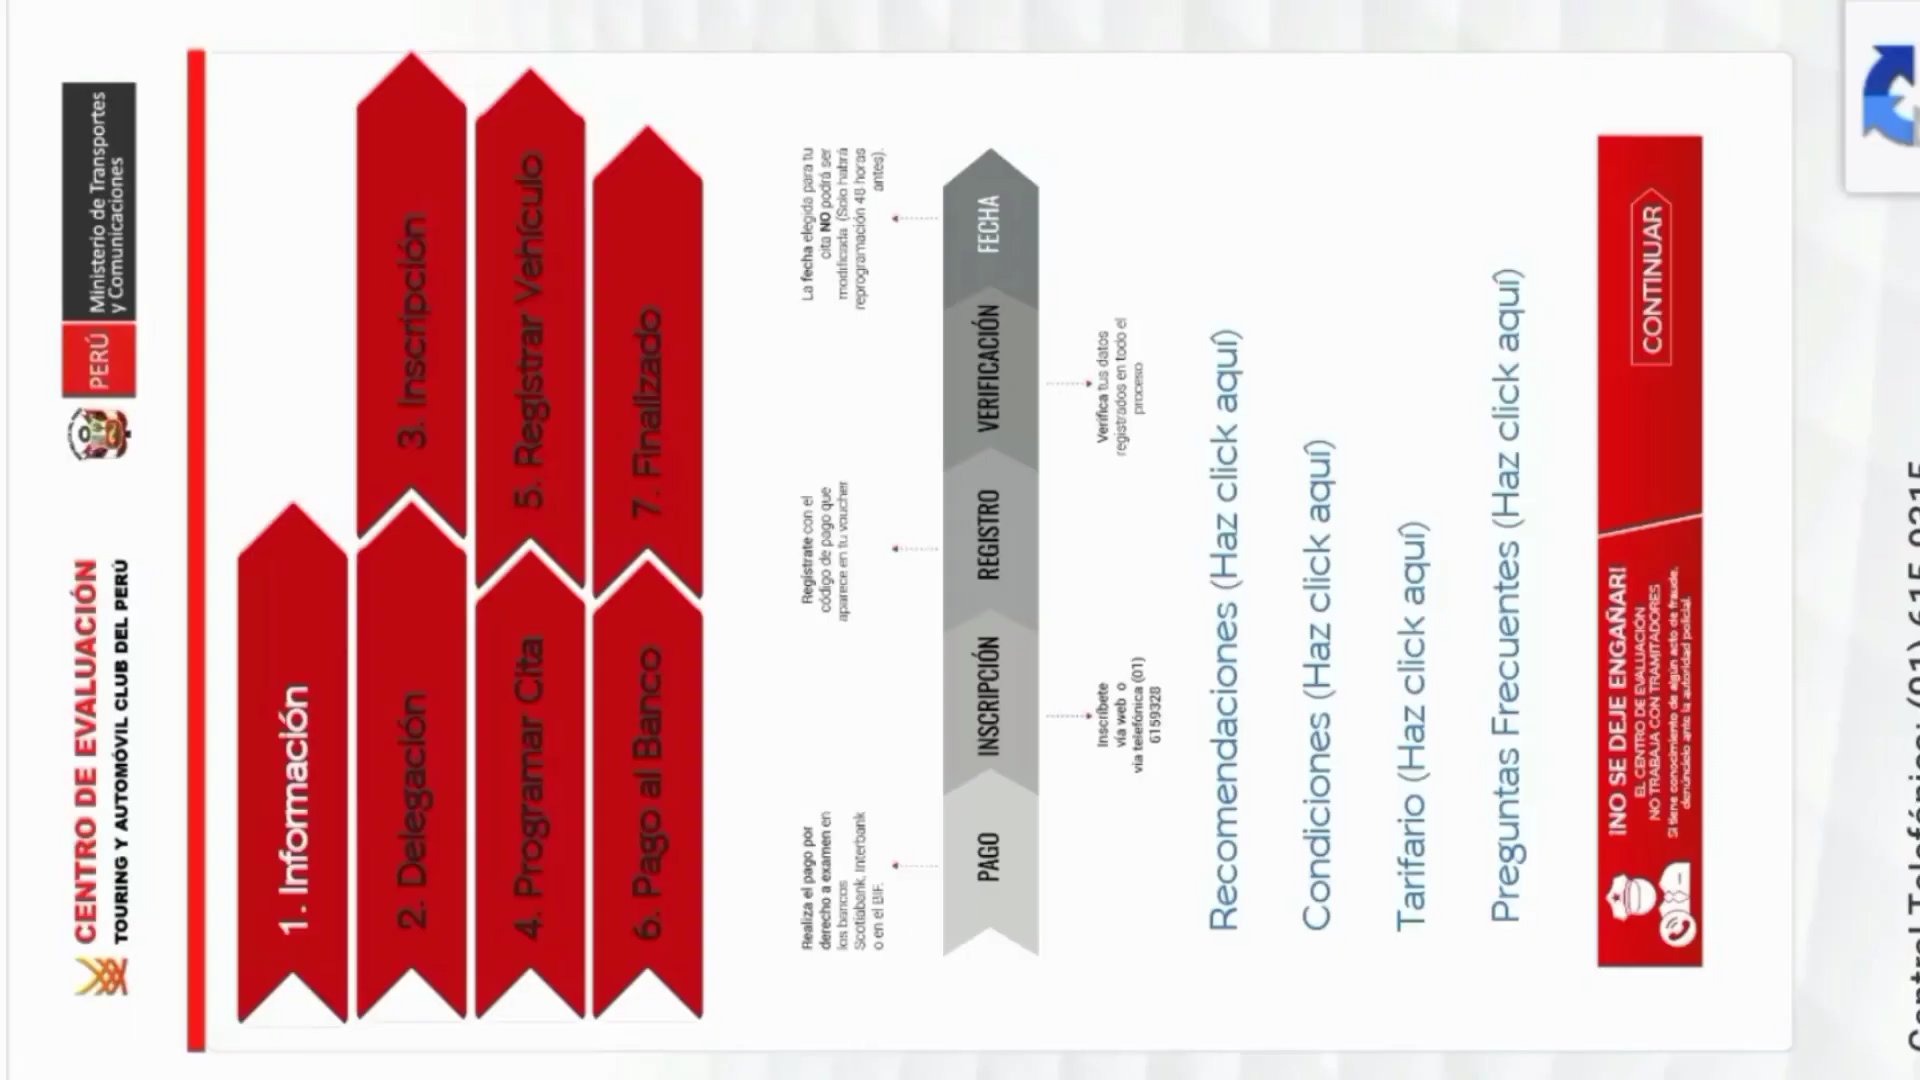 CENTRO DE EVALUACIÓN
TOURING Y AUTOMÓVIL CLUB DEL PERÚ
PERÚ
Ministerio de Transportes
y Comunicaciones
1. Información
2. Delegación
3. Inscripción
4. Programar Cita
5. Registrar Vehículo
6. Pago al Banco
7. Finalizado
Realiza el pago por
derecho a examen en
los bancos
Scotiabank, Interbank
o en el BIF.
Regístrate con el
código de pago que
aparece en tu voucher
La fecha elegida para tu
cita NO podrá ser
modificada (Solo habrá
reprogramación 48 horas
antes).
PAGO
INSCRIPCIÓN
REGISTRO
VERIFICACIÓN
FECHA
Inscríbete
vía web o
vía telefónica (01)
6159328
Verifica tus datos
registrados en todo el
proceso
Recomendaciones (Haz click aquí)
Condiciones (Haz click aquí)
Tarifario (Haz click aquí)
Preguntas Frecuentes (Haz click aquí)
¡NO SE DEJE ENGAÑAR!
EL CENTRO DE EVALUACIÓN
NO TRABAJA CON TRAMITADORES
Si tiene conocimiento de algún acto de fraude,
denúncielo ante la autoridad policial.
CONTINUAR
Central Telefónica: (01) 615-9315